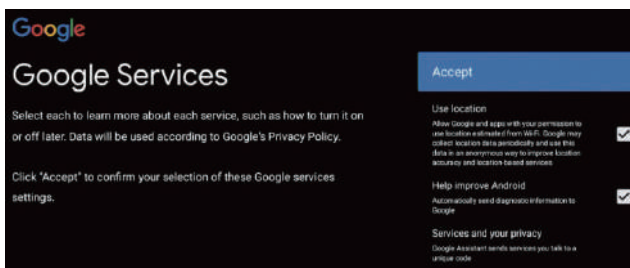 Google
Google Services
Select each to learn more about each service, such as how to turn it on
or off later. Data will be used according to Google's Privacy Policy.
Click "Accept" to confirm your selection of these Google services
settings.
Accept
Use location
Allow Google and apps with your permission to
use location estimated from Wi-Fi. Google may
collect location data periodically and use this
data in an anonymous way to improve location
accuracy and location-based services
Help improve Android
Automatically send diagnostic information to
Google
Services and your privacy
Google Assistant sends services you talk to a
unique code